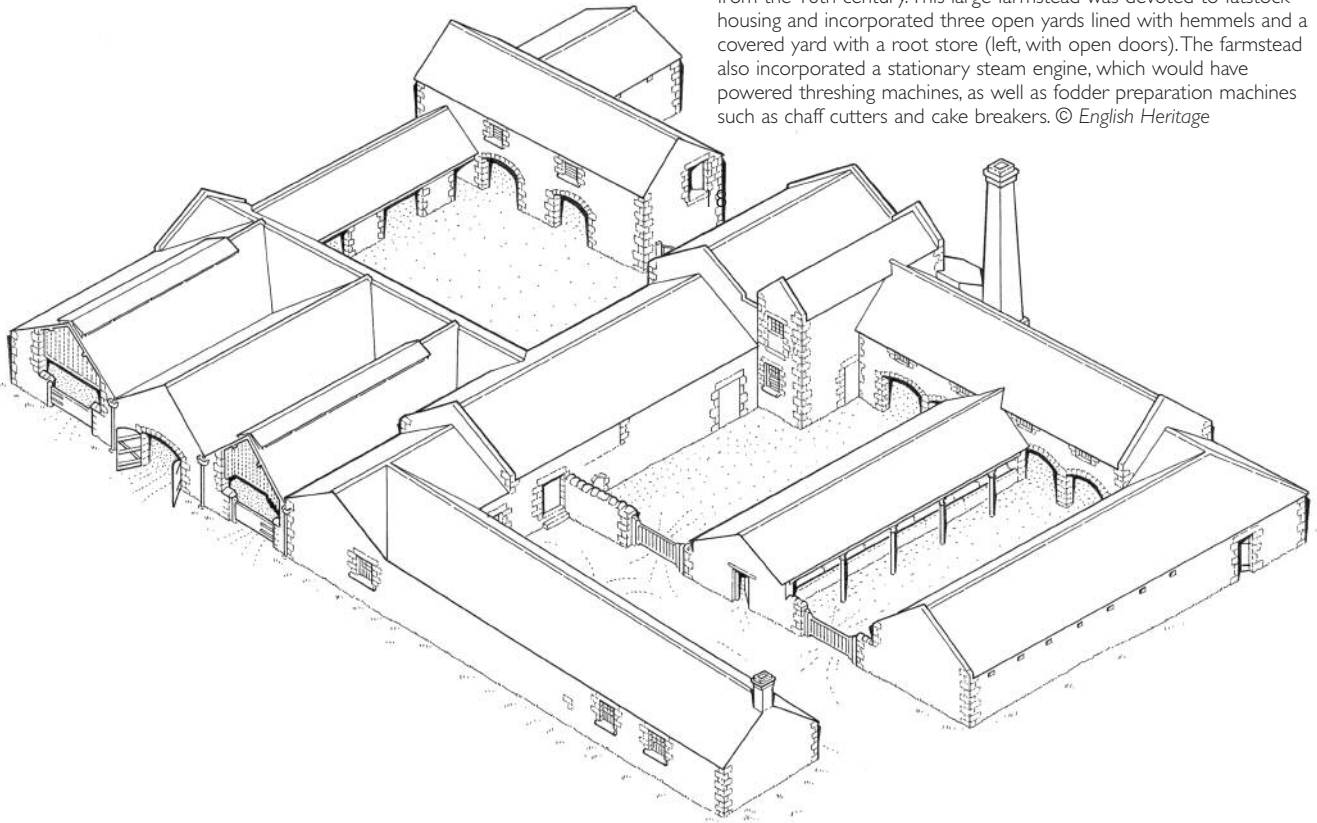 housing and incorporated three open yards lined with hemmels and a
covered yard with a root store (left, with open doors). The farmstead
also incorporated a stationary steam engine, which would have
powered threshing machines, as well as fodder preparation machines
such as chaff cutters and cake breakers. © English Heritage
18